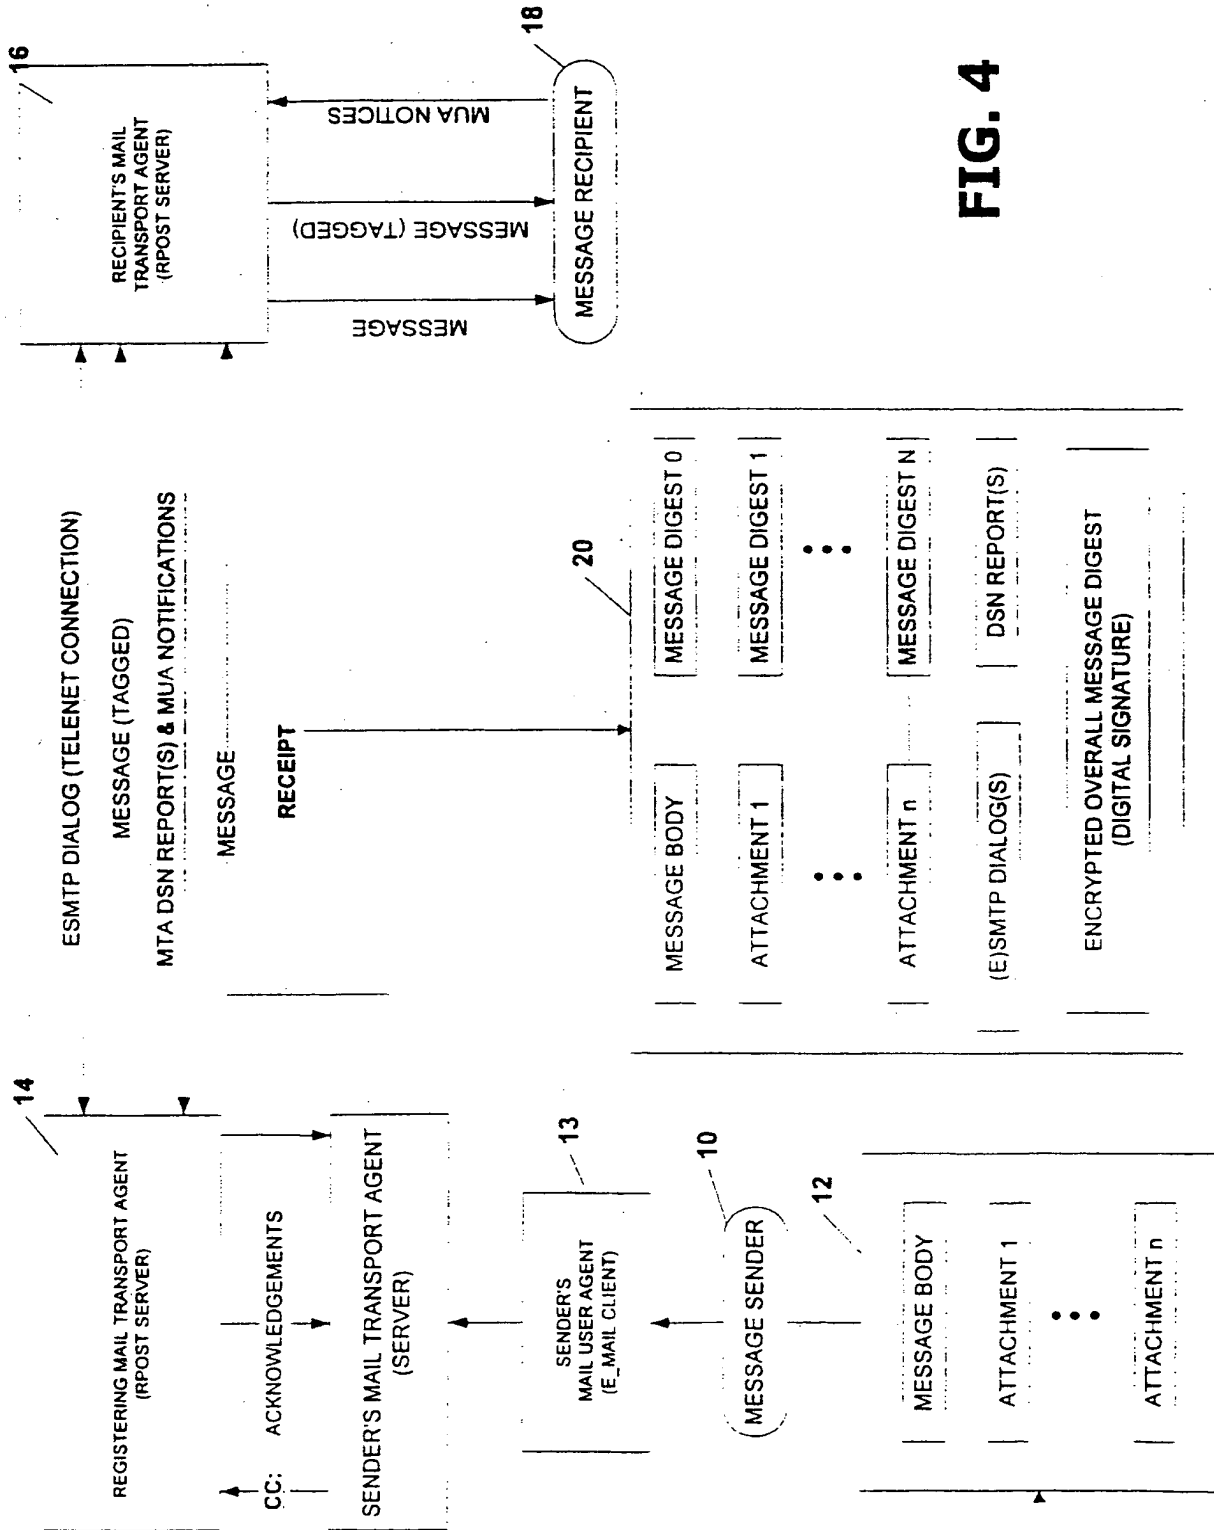 14
REGISTERING MAIL TRANSPORT AGENT
(RPOST SERVER)
CC:
ACKNOWLEDGEMENTS
SENDER'S MAIL TRANSPORT AGENT
(SERVER)
13
SENDER'S
MAIL USER AGENT
(E_MAIL CLIENT)
10
MESSAGE SENDER
12
MESSAGE BODY
ATTACHMENT 1
•••
ATTACHMENT n
ESMTP DIALOG (TELENET CONNECTION)
MESSAGE (TAGGED)
MTA DSN REPORT(S) & MUA NOTIFICATIONS
MESSAGE
RECEIPT
20
MESSAGE BODY
MESSAGE DIGEST 0
ATTACHMENT 1
MESSAGE DIGEST 1
•••
•••
ATTACHMENT n
MESSAGE DIGEST N
(E)SMTP DIALOG(S)
DSN REPORT(S)
ENCRYPTED OVERALL MESSAGE DIGEST
(DIGITAL SIGNATURE)
16
RECIPIENT'S MAIL
TRANSPORT AGENT
(RPOST SERVER)
MESSAGE
MESSAGE (TAGGED)
MUA NOTICES
18
MESSAGE RECIPIENT
FIG. 4